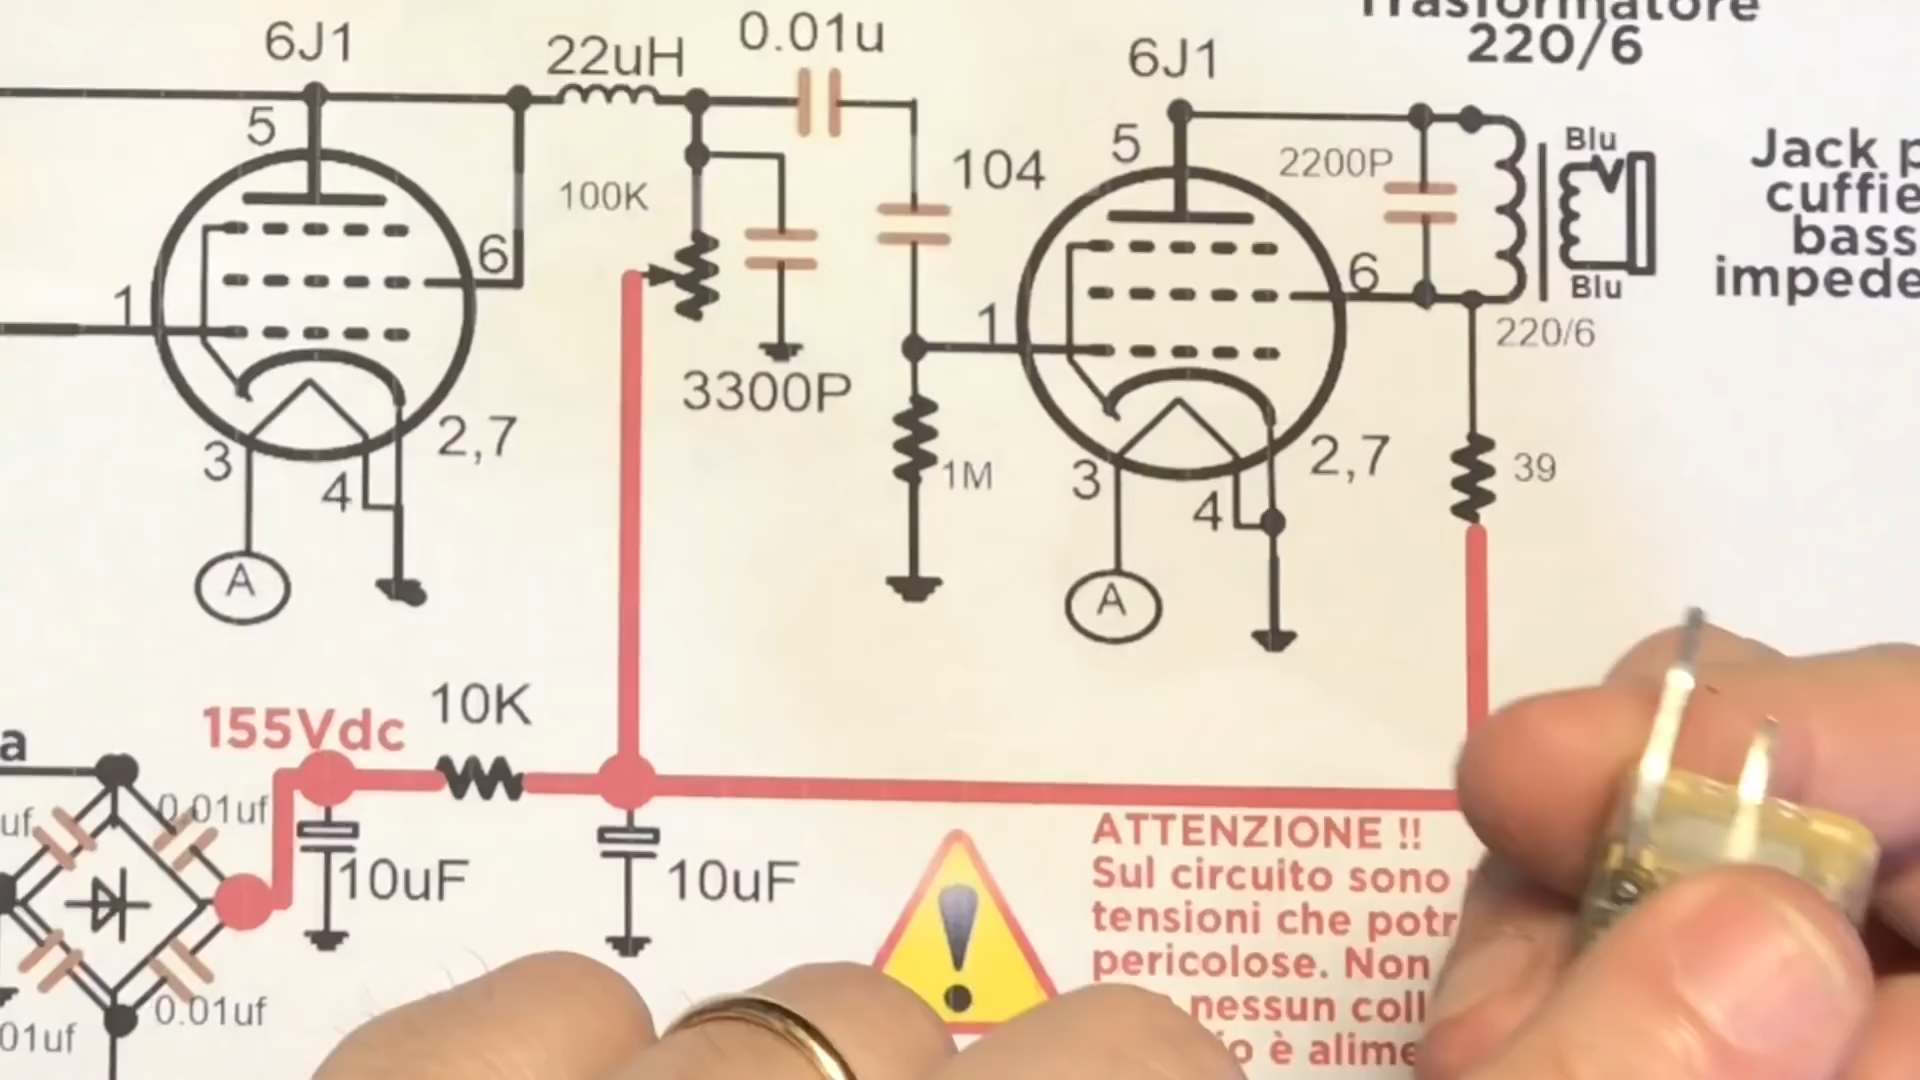 Trasformatore
220/6
6J1
22uH
0.01u
6J1
5
100K
104
5
2200P
Blu
Jack p
cuffie
bass
impede
1
6
1
6
Blu
220/6
3300P
2,7
3
4
1M
2,7
3
4
39
A
A
a
155Vdc
10K
uf
0.01uf
10uF
10uF
ATTENZIONE !!
Sul circuito sono
tensioni che potr
pericolose. Non
nessun coll
o è alime
01uf
0.01uf